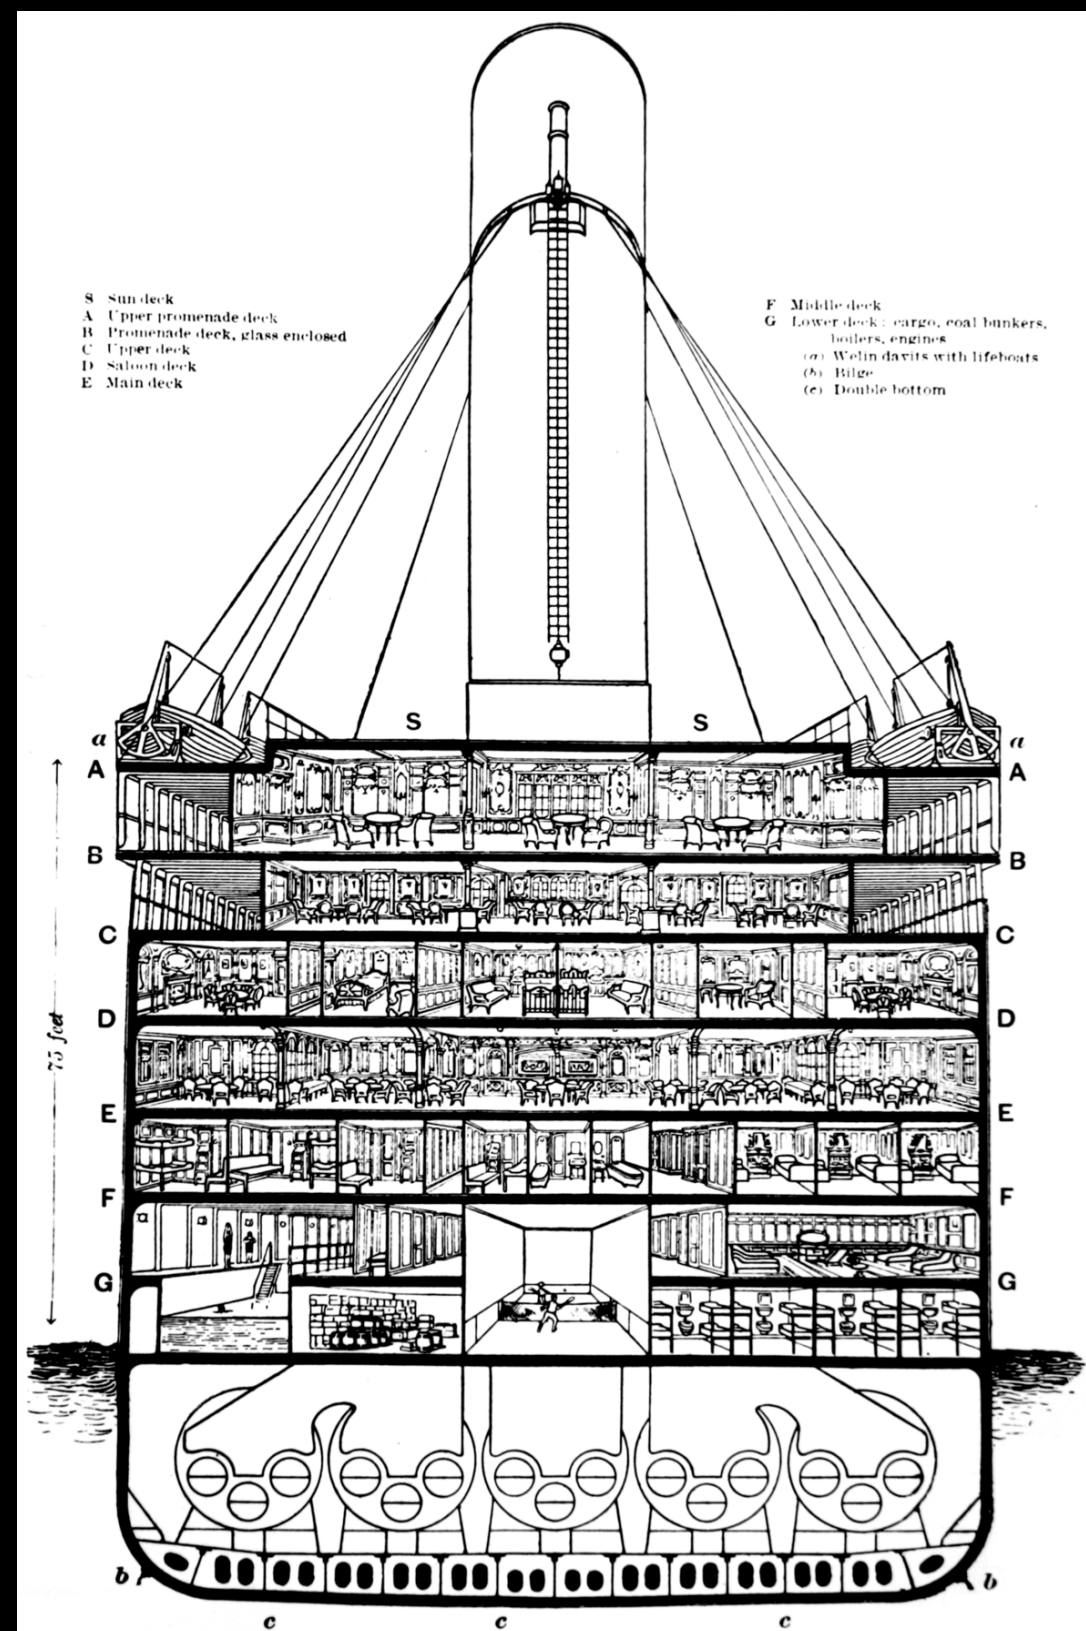 S Sun deck
A Upper promenade deck
B Promenade deck, glass enclosed
C Upper deck
D Saloon deck
E Main deck
F Middle deck
G Lower deck: cargo, coal bunkers,
boilers, engines
(a) Welin davits with lifeboats
(b) Bilge
(c) Double bottom
S S
a a
A A
B B
C C
D D
75 feet
E E
F F
G G
b b
c c c